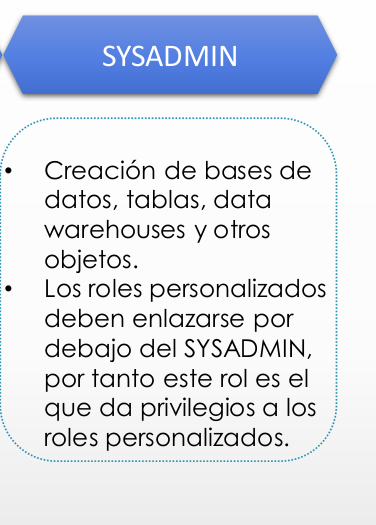 SYSADMIN
• Creación de bases de
datos, tablas, data
warehouses y otros
objetos.
• Los roles personalizados
deben enlazarse por
debajo del SYSADMIN,
por tanto este rol es el
que da privilegios a los
roles personalizados.